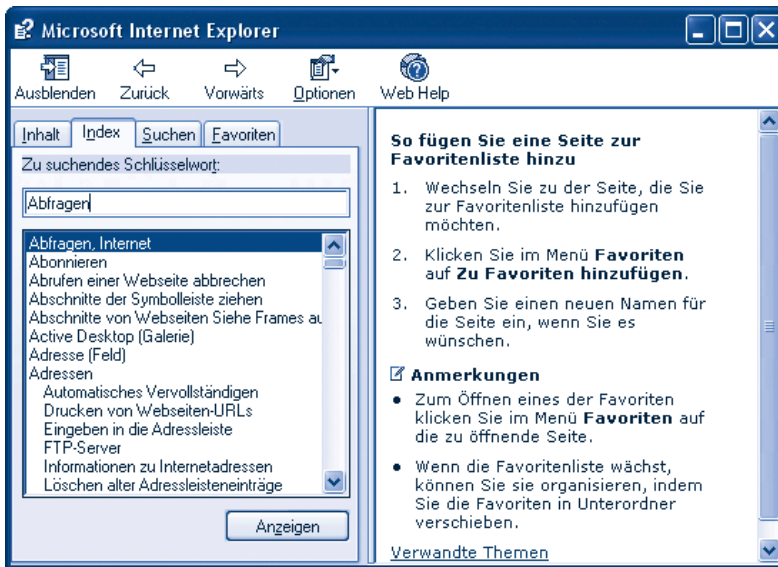 Microsoft Internet Explorer
Ausblenden Zurück Vorwärts Optionen Web Help
Inhalt Index Suchen Favoriten
Zu suchendes Schlüsselwort:
Abfragen
Abfragen, Internet
Abonnieren
Abrufen einer Webseite abbrechen
Abschnitte der Symbolleiste ziehen
Abschnitte von Webseiten Siehe Frames au
Active Desktop (Galerie)
Adresse (Feld)
Adressen
Automatisches Vervollständigen
Drucken von Webseiten-URLs
Eingeben in die Adressleiste
FTP-Server
Informationen zu Internetadressen
Löschen alter Adressleisteneinträge
Anzeigen
So fügen Sie eine Seite zur
Favoritenliste hinzu
1. Wechseln Sie zu der Seite, die Sie
zur Favoritenliste hinzufügen
möchten.
2. Klicken Sie im Menü Favoriten
auf Zu Favoriten hinzufügen.
3. Geben Sie einen neuen Namen für
die Seite ein, wenn Sie es
wünschen.
Anmerkungen
• Zum Öffnen eines der Favoriten
klicken Sie im Menü Favoriten auf
die zu öffnende Seite.
• Wenn die Favoritenliste wächst,
können Sie sie organisieren, indem
Sie die Favoriten in Unterordner
verschieben.
Verwandte Themen